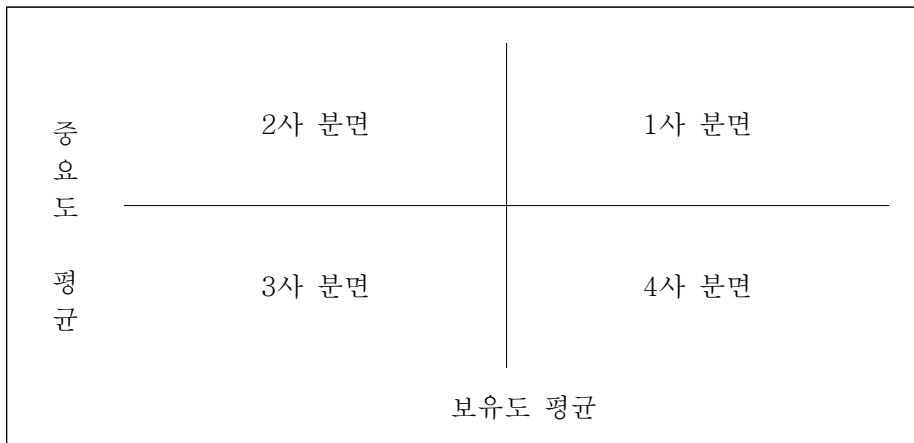 2사 분면
1사 분면
중요도 평균
3사 분면
4사 분면
보유도 평균